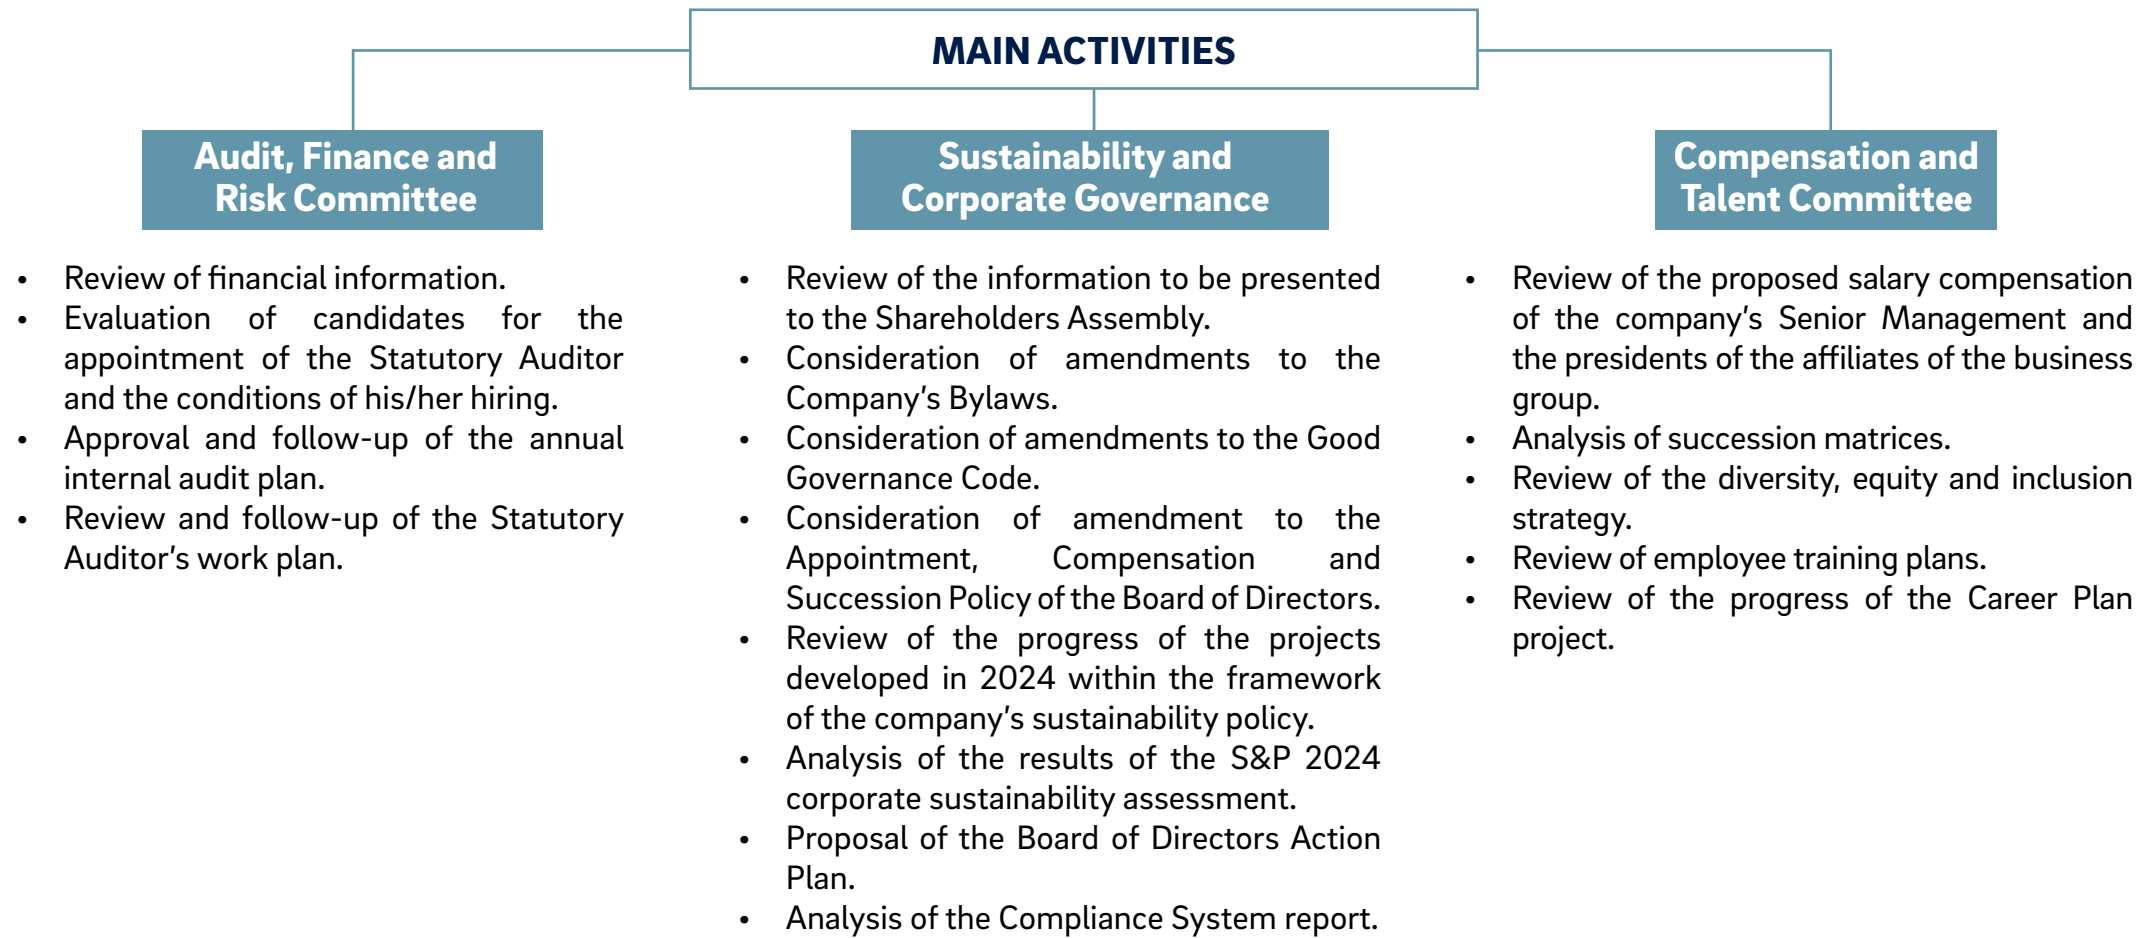 MAIN ACTIVITIES
Audit, Finance and
Risk Committee
• Review of financial information.
• Evaluation of candidates for the
appointment of the Statutory Auditor
and the conditions of his/her hiring.
• Approval and follow-up of the annual
internal audit plan.
• Review and follow-up of the Statutory
Auditor's work plan.
Sustainability and
Corporate Governance
• Review of the information to be presented
to the Shareholders Assembly.
• Consideration of amendments to the
Company's Bylaws.
• Consideration of amendments to the Good
Governance Code.
• Consideration of amendment to the
Appointment, Compensation and
Succession Policy of the Board of Directors.
• Review of the progress of the projects
developed in 2024 within the framework
of the company's sustainability policy.
• Analysis of the results of the S&P 2024
corporate sustainability assessment.
• Proposal of the Board of Directors Action
Plan.
• Analysis of the Compliance System report.
Compensation and
Talent Committee
• Review of the proposed salary compensation
of the company's Senior Management and
the presidents of the affiliates of the business
group.
• Analysis of succession matrices.
• Review of the diversity, equity and inclusion
strategy.
• Review of employee training plans.
• Review of the progress of the Career Plan
project.